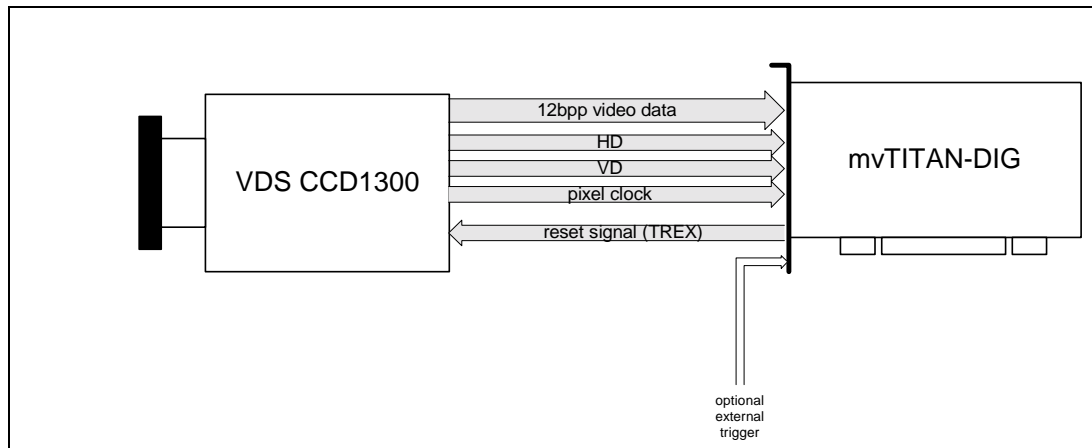 12bpp video data
HD
VD
pixel clock
reset signal (TREX)
VDS CCD1300
mvTITAN-DIG
optional
external
trigger